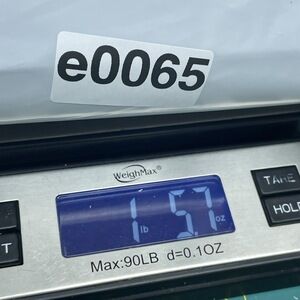 e0065
WeighMax®
1 lb 5.7 oz
TARE
HOLD
T
Max:90LB d=0.1OZ